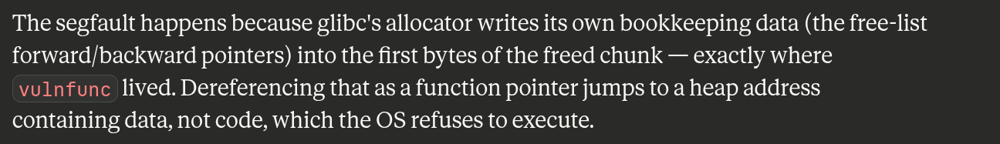 The segfault happens because glibc's allocator writes its own bookkeeping data (the free-list
forward/backward pointers) into the first bytes of the freed chunk — exactly where
vulnfunc lived. Dereferencing that as a function pointer jumps to a heap address
containing data, not code, which the OS refuses to execute.